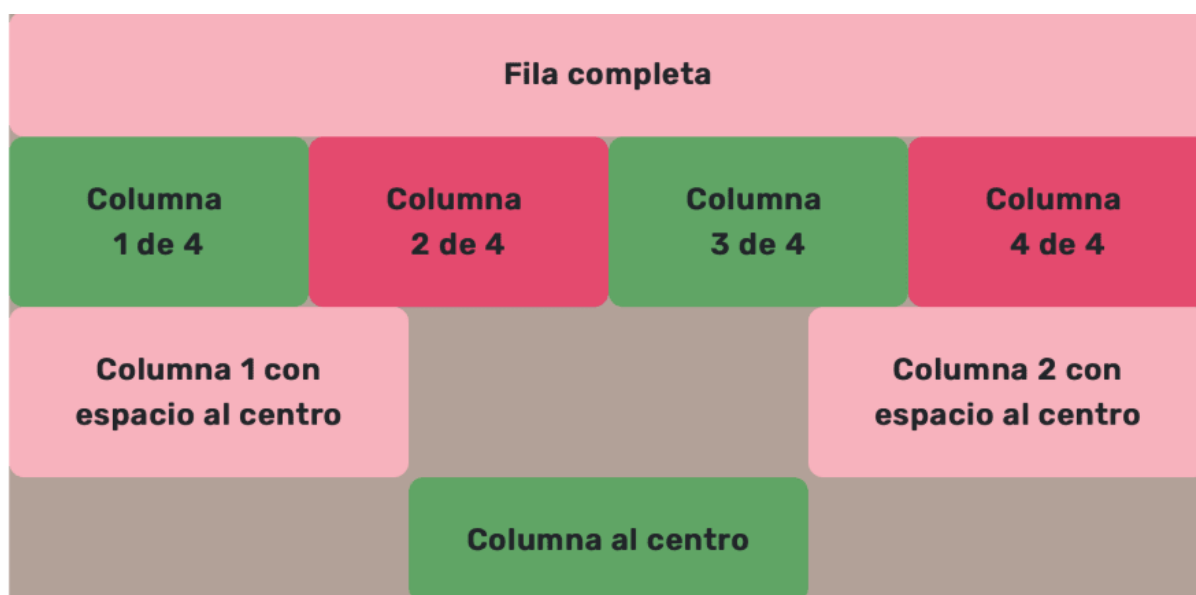 Fila completa
Columna
1 de 4
Columna
2 de 4
Columna
3 de 4
Columna
4 de 4
Columna 1 con
espacio al centro
Columna 2 con
espacio al centro
Columna al centro